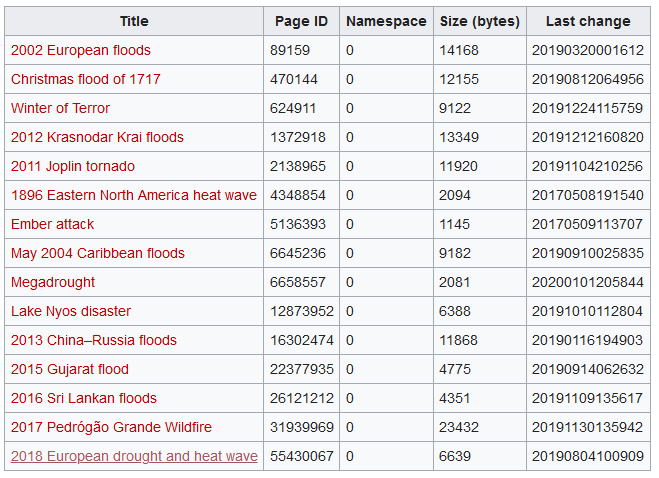 Title Page ID Namespace Size (bytes) Last change
2002 European floods 89159 0 14168 20190320001612
Christmas flood of 1717 470144 0 12155 20190812064956
Winter of Terror 624911 0 9122 20191224115759
2012 Krasnodar Krai floods 1372918 0 13349 20191212160820
2011 Joplin tornado 2138965 0 11920 20191104210256
1896 Eastern North America heat wave 4348854 0 2094 20170508191540
Ember attack 5136393 0 1145 20170509113707
May 2004 Caribbean floods 6645236 0 9182 20190910025835
Megadrought 6658557 0 2081 20200101205844
Lake Nyos disaster 12873952 0 6388 20191010112804
2013 China–Russia floods 16302474 0 11868 20190116194903
2015 Gujarat flood 22377935 0 4775 20190914062632
2016 Sri Lankan floods 26121212 0 4351 20191109135617
2017 Pedrógão Grande Wildfire 31939969 0 23432 20191130135942
2018 European drought and heat wave 55430067 0 6639 20190804100909